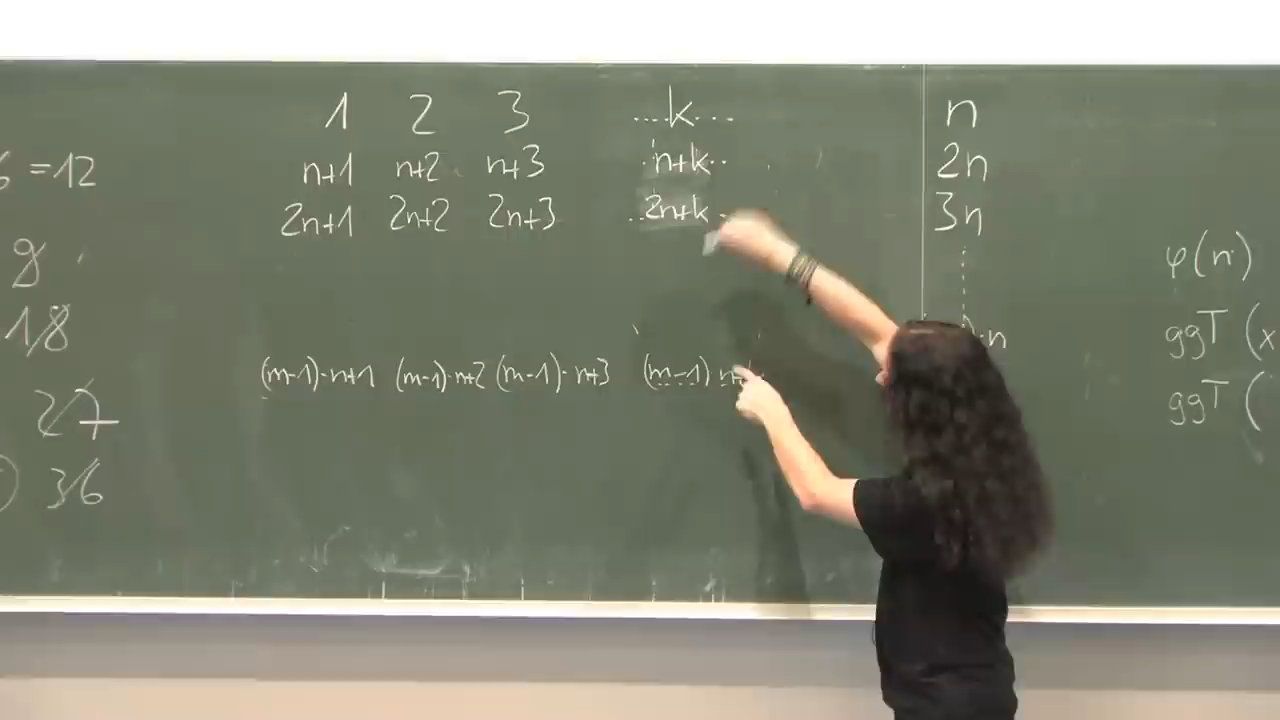 1 2 3 ....k.... n
6 =12 n+1 n+2 n+3 .n+k.. 2n
2n+1 2n+2 2n+3 ..2n+k. 3n
8 φ(n)
18 ·n ggT (x
(m-1)·n+1 (m-1)·n+2 (m-1)·n+3 (m-1)
27 ggT (
36